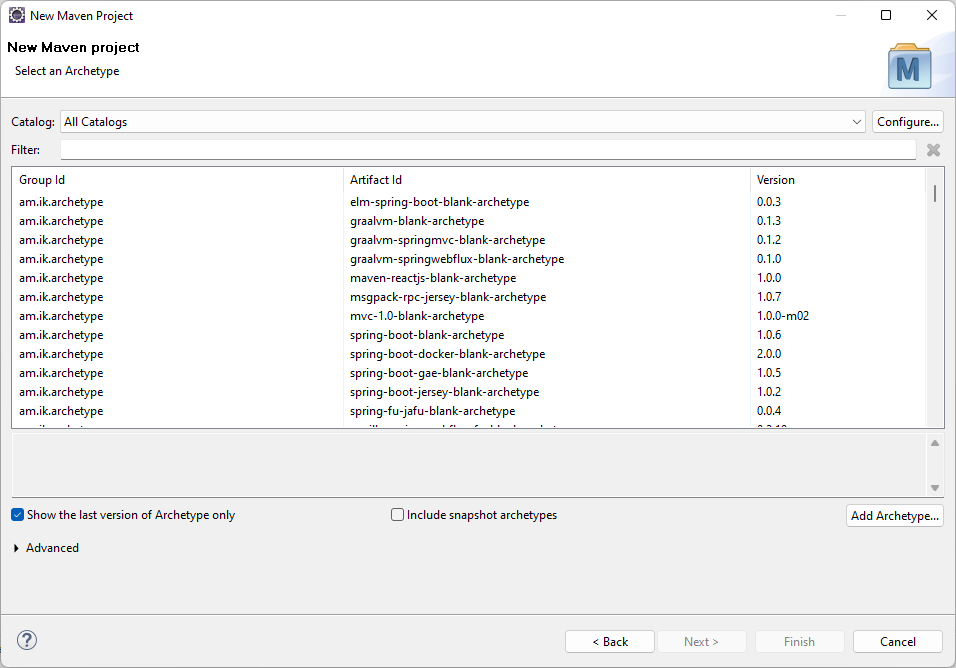 New Maven Project
New Maven project
Select an Archetype
M
Catalog: All Catalogs Configure...
Filter:
Group Id Artifact Id Version
am.ik.archetype elm-spring-boot-blank-archetype 0.0.3
am.ik.archetype graalvm-blank-archetype 0.1.3
am.ik.archetype graalvm-springmvc-blank-archetype 0.1.2
am.ik.archetype graalvm-springwebflux-blank-archetype 0.1.0
am.ik.archetype maven-reactjs-blank-archetype 1.0.0
am.ik.archetype msgpack-rpc-jersey-blank-archetype 1.0.7
am.ik.archetype mvc-1.0-blank-archetype 1.0.0-m02
am.ik.archetype spring-boot-blank-archetype 1.0.6
am.ik.archetype spring-boot-docker-blank-archetype 2.0.0
am.ik.archetype spring-boot-gae-blank-archetype 1.0.5
am.ik.archetype spring-boot-jersey-blank-archetype 1.0.2
am.ik.archetype spring-fu-jafu-blank-archetype 0.0.4
Show the last version of Archetype only Include snapshot archetypes Add Archetype...
Advanced
? < Back Next > Finish Cancel